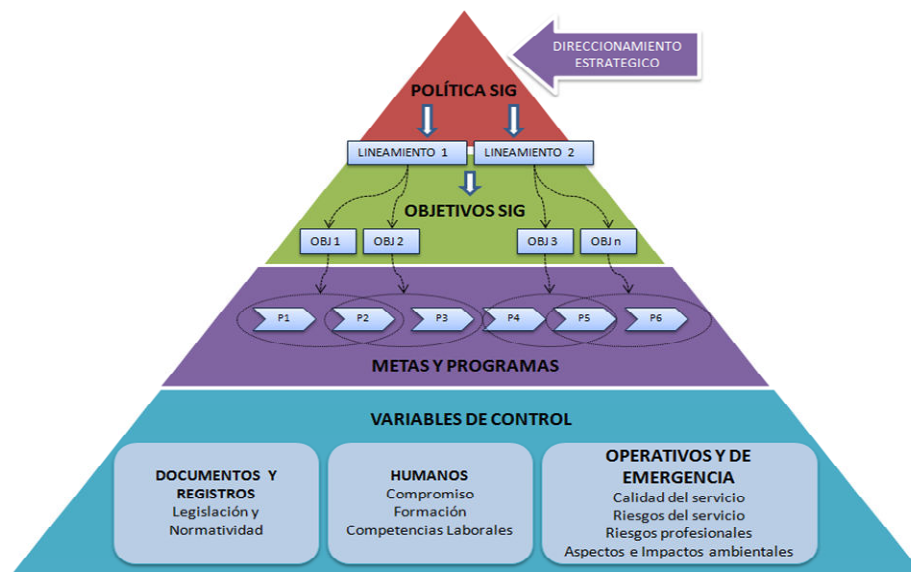 DIRECCIONAMIENTO
ESTRATEGICO
POLÍTICA SIG
LINEAMIENTO 1
LINEAMIENTO 2
OBJETIVOS SIG
OBJ 1
OBJ 2
OBJ 3
OBJ n
P1
P2
P3
P4
P5
P6
METAS Y PROGRAMAS
VARIABLES DE CONTROL
DOCUMENTOS Y
REGISTROS
Legislación y
Normatividad
HUMANOS
Compromiso
Formación
Competencias Laborales
OPERATIVOS Y DE
EMERGENCIA
Calidad del servicio
Riesgos del servicio
Riesgos profesionales
Aspectos e Impactos ambientales